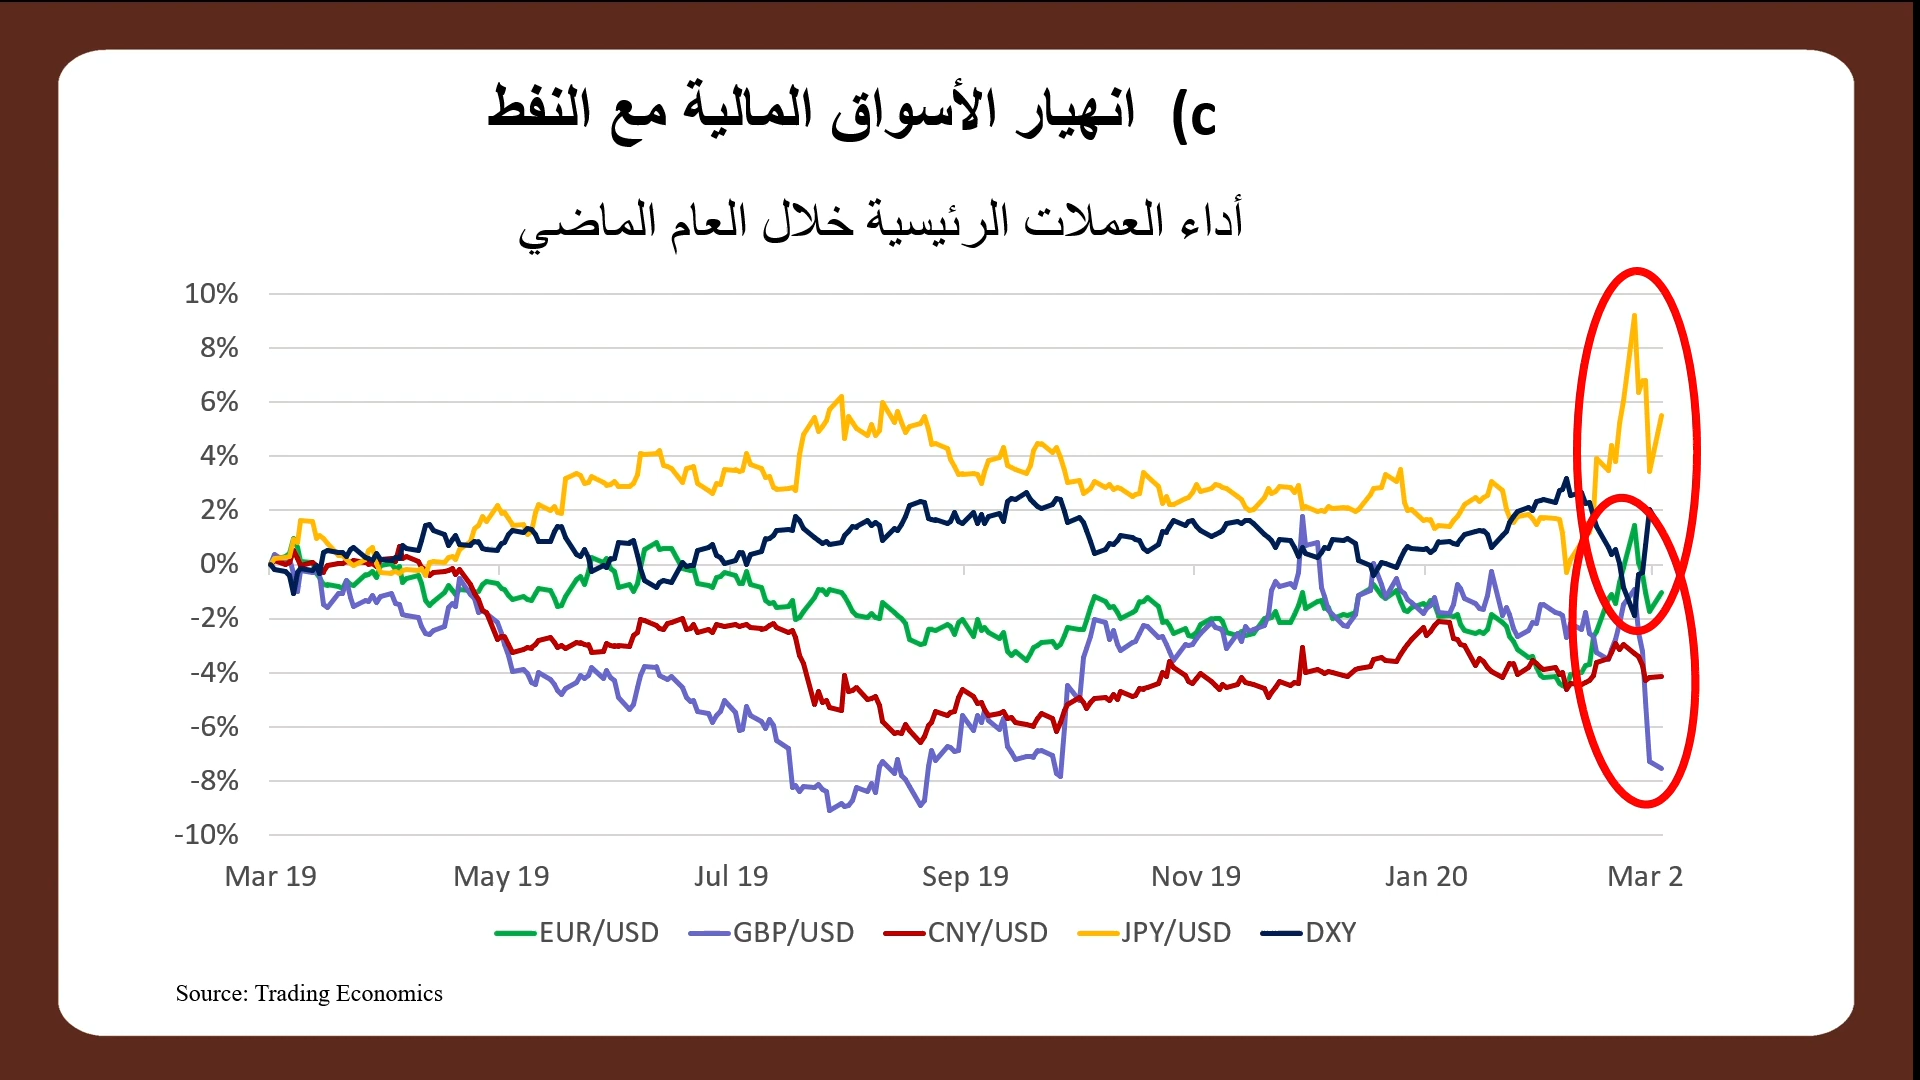 c) انهيار الأسواق المالية مع النفط
أداء العملات الرئيسية خلال العام الماضي
10%
8%
6%
4%
2%
0%
-2%
-4%
-6%
-8%
-10%
Mar 19 May 19 Jul 19 Sep 19 Nov 19 Jan 20 Mar 2
EUR/USD GBP/USD CNY/USD JPY/USD DXY
Source: Trading Economics